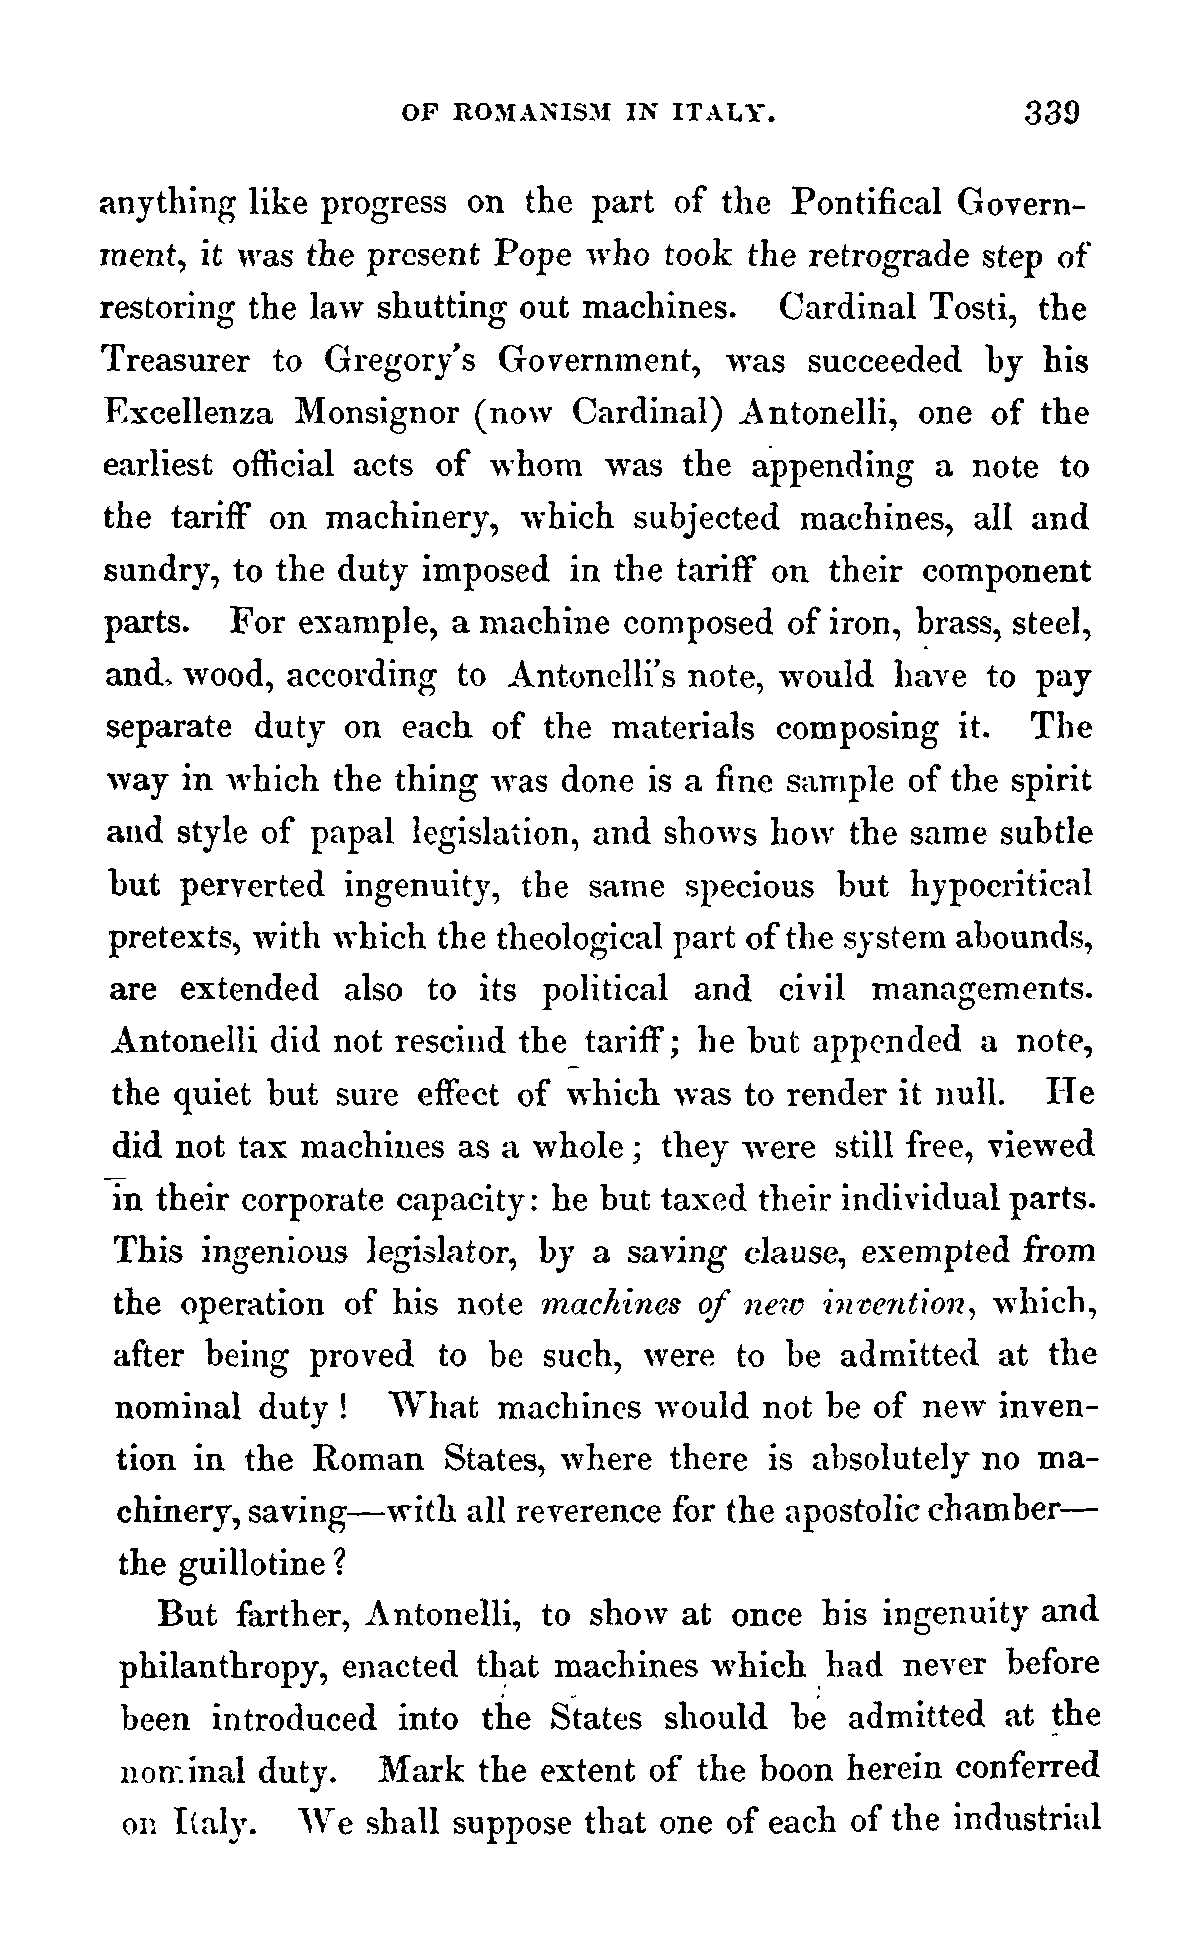 OF ROMANISM IN ITALY. 339
anything like progress on the part of the Pontifical Govern-
ment, it was the present Pope who took the retrograde step of
restoring the law shutting out machines. Cardinal Tosti, the
Treasurer to Gregory's Government, was succeeded by his
Excellenza Monsignor (now Cardinal) Antonelli, one of the
earliest official acts of whom was the appending a note to
the tariff on machinery, which subjected machines, all and
sundry, to the duty imposed in the tariff on their component
parts. For example, a machine composed of iron, brass, steel,
and, wood, according to Antonelli's note, would have to pay
separate duty on each of the materials composing it. The
way in which the thing was done is a fine sample of the spirit
and style of papal legislation, and shows how the same subtle
but perverted ingenuity, the same specious but hypocritical
pretexts, with which the theological part of the system abounds,
are extended also to its political and civil managements.
Antonelli did not rescind the tariff; he but appended a note,
the quiet but sure effect of which was to render it null. He
did not tax machines as a whole; they were still free, viewed
in their corporate capacity: he but taxed their individual parts.
This ingenious legislator, by a saving clause, exempted from
the operation of his note machines of new invention, which,
after being proved to be such, were to be admitted at the
nominal duty! What machines would not be of new inven-
tion in the Roman States, where there is absolutely no ma-
chinery, saving—with all reverence for the apostolic chamber—
the guillotine?
But farther, Antonelli, to show at once his ingenuity and
philanthropy, enacted that machines which had never before
been introduced into the States should be admitted at the
nominal duty. Mark the extent of the boon herein conferred
on Italy. We shall suppose that one of each of the industrial